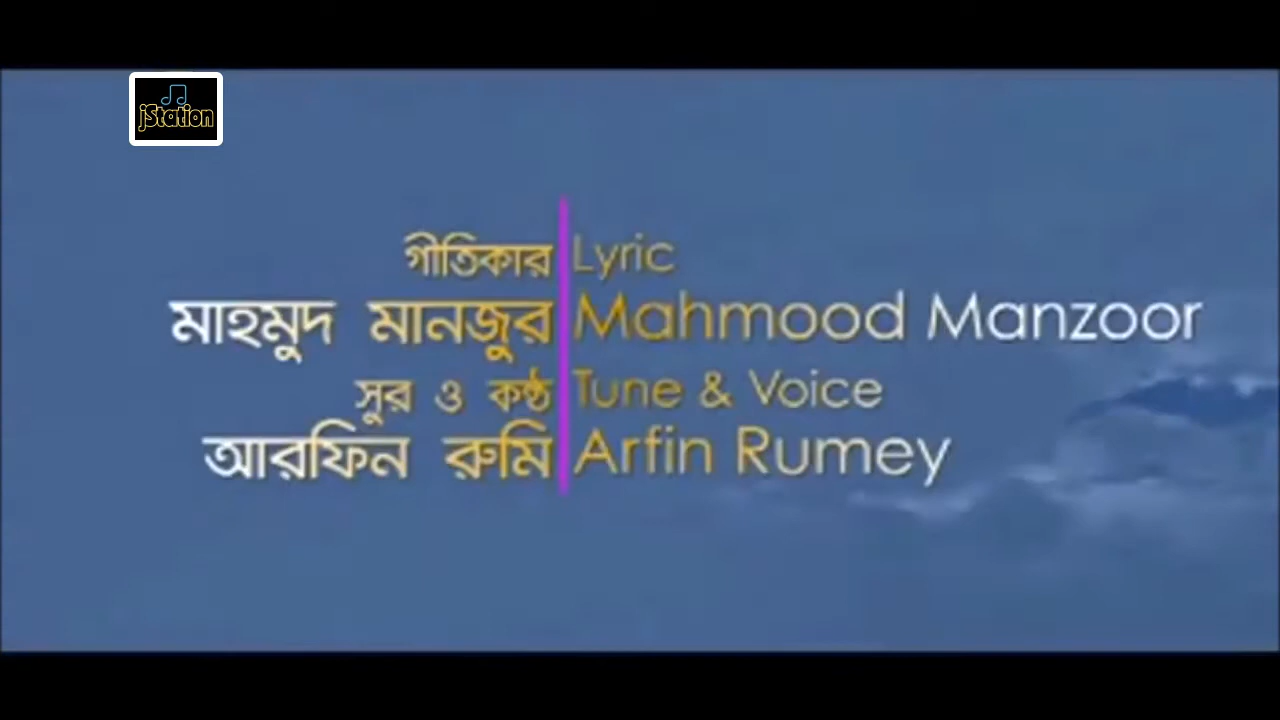 jStation
গীতিকার Lyric
মাহমুদ মানজুর Mahmood Manzoor
সুর ও কন্ঠ Tune & Voice
আরফিন রুমি Arfin Rumey